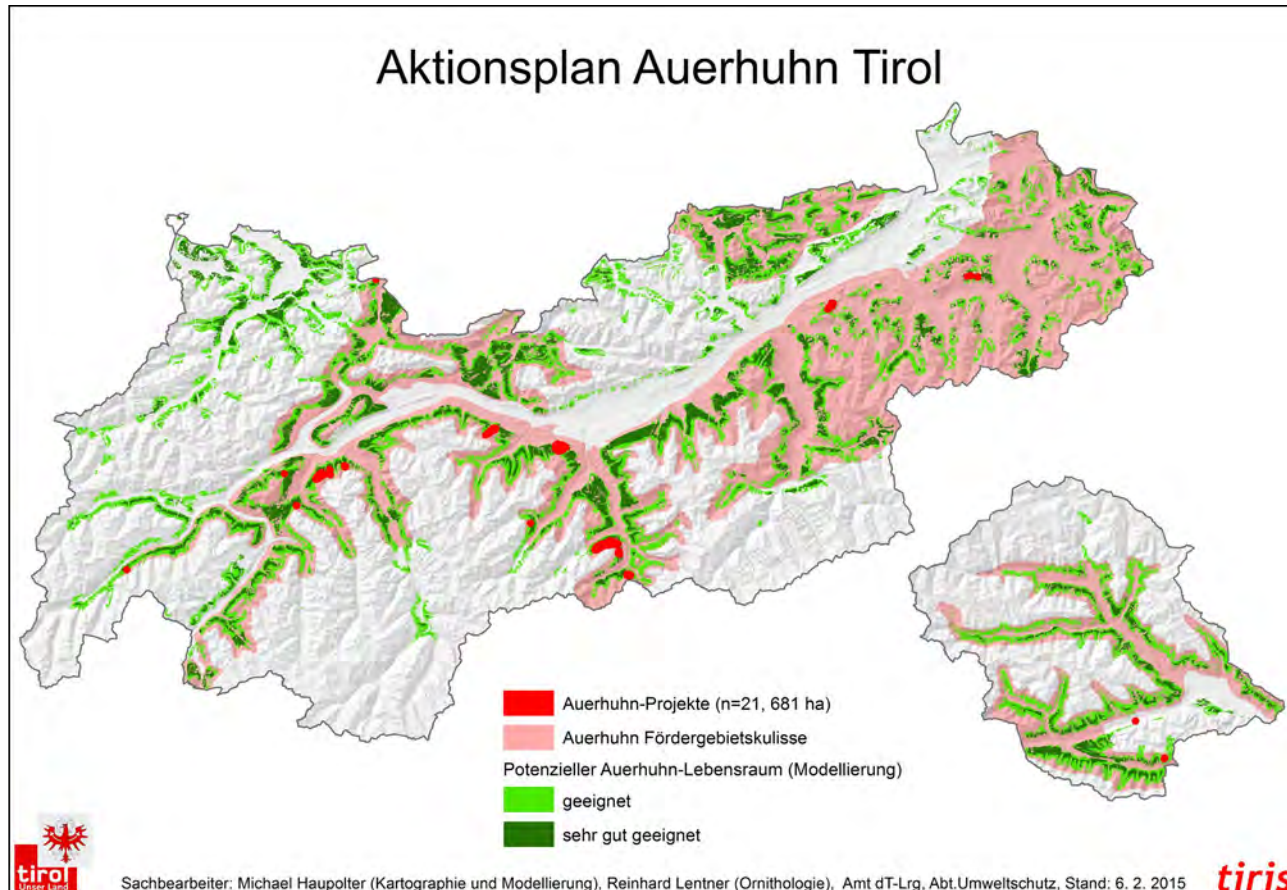 Aktionsplan Auerhuhn Tirol
Auerhuhn-Projekte (n=21, 681 ha)
Auerhuhn Fördergebietskulisse
Potenzieller Auerhuhn-Lebensraum (Modellierung)
geeignet
sehr gut geeignet
tirol
Unser Land
Sachbearbeiter: Michael Haupolter (Kartographie und Modellierung), Reinhard Lentner (Ornithologie), Amt dT-Lrg, Abt.Umweltschutz, Stand: 6. 2. 2015
tiris